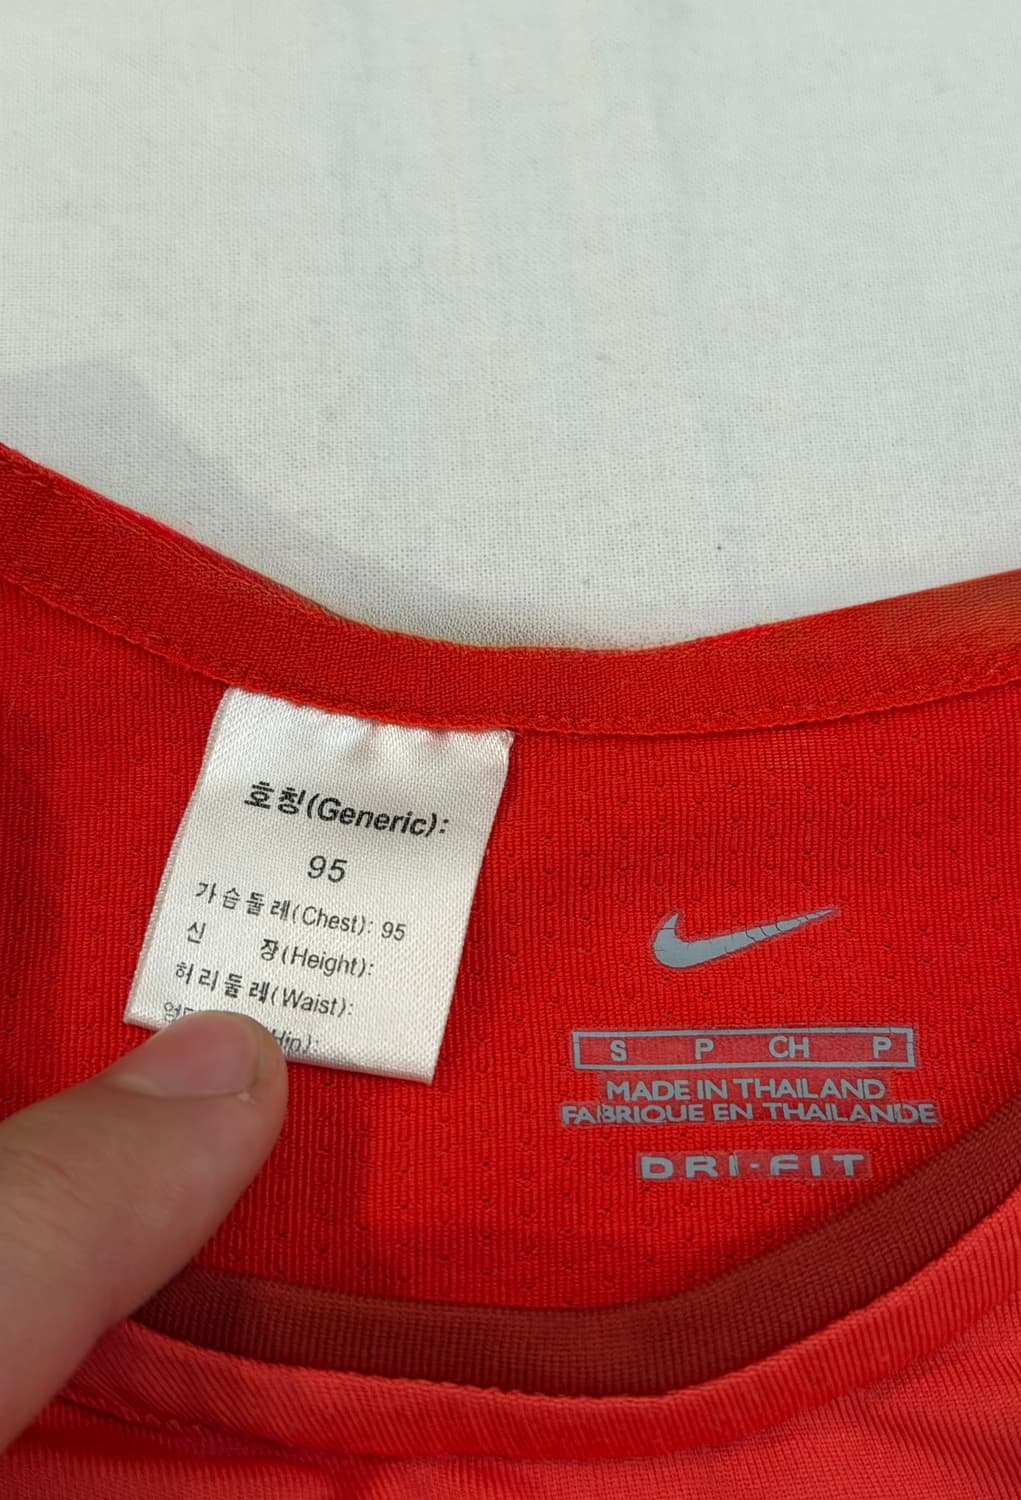 호칭(Generic):
95
가슴둘레(Chest): 95
신 장(Height):
허리둘레(Waist):
(Hip):
S P CH P
MADE IN THAILAND
FABRIQUE EN THAILANDE
DRI-FIT